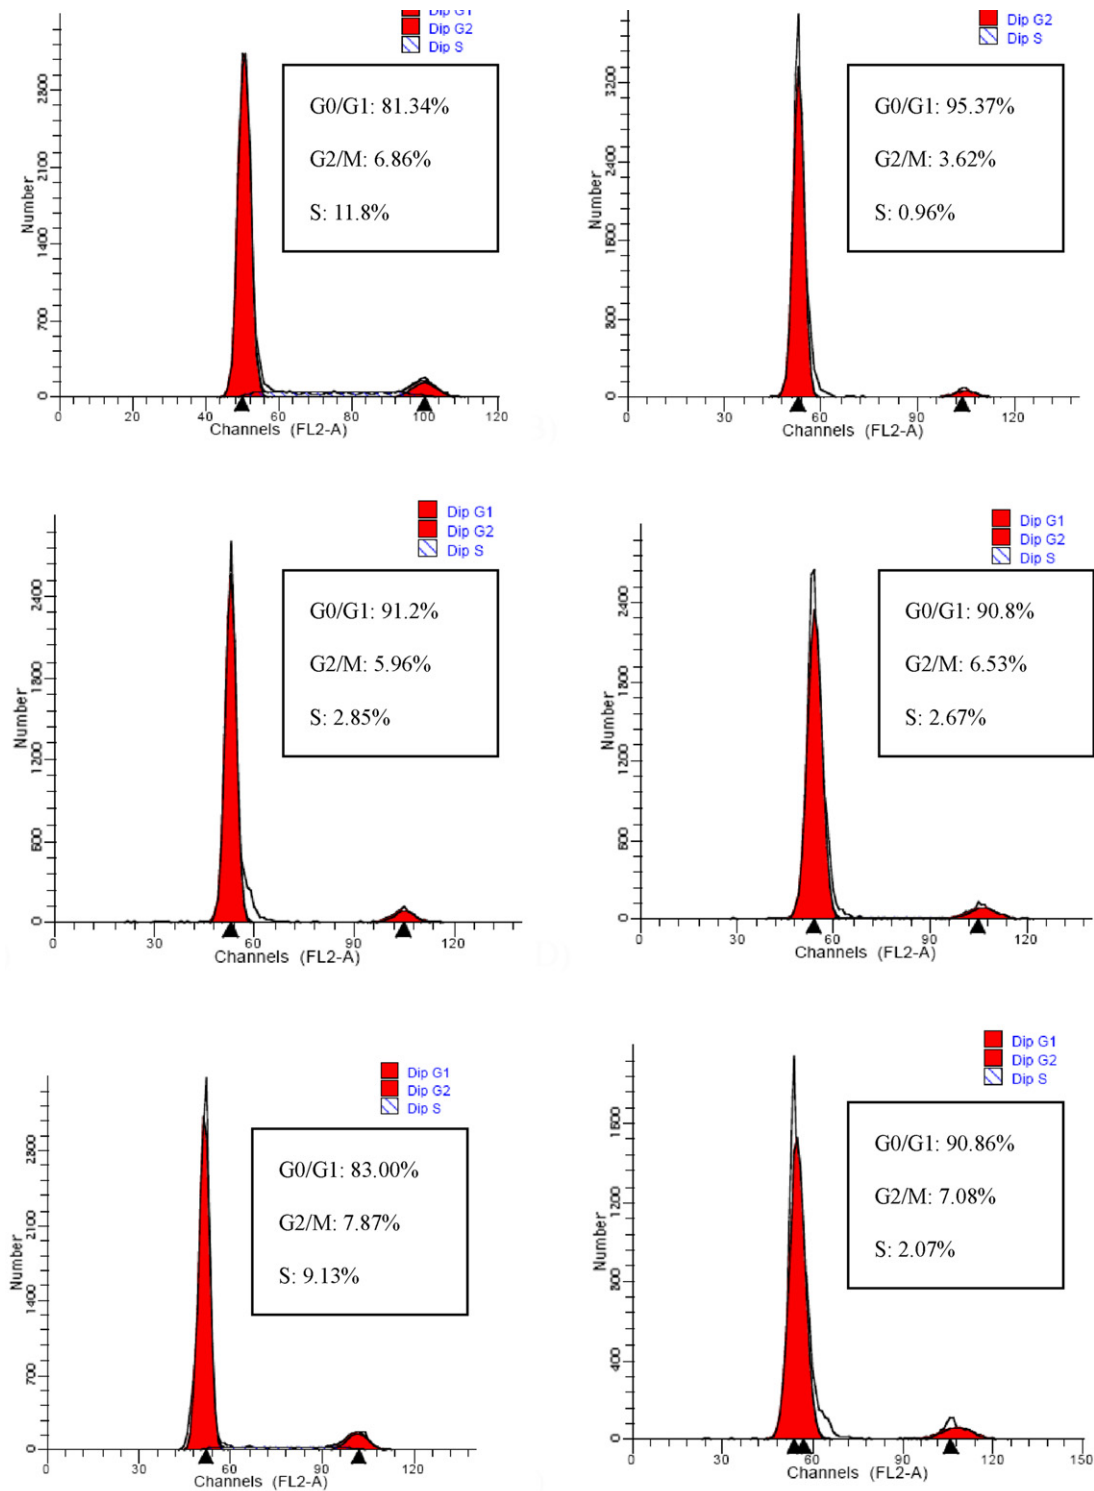 Dip G1
Dip G2
Dip S
G0/G1: 81.34%
G2/M: 6.86%
S: 11.8%
Number
0 700 1400 2100 2800
0 20 40 60 80 100 120
Channels (FL2-A)
Dip G2
Dip S
G0/G1: 95.37%
G2/M: 3.62%
S: 0.96%
Number
0 800 1600 2400 3200
0 30 60 90 120
Channels (FL2-A)
Dip G1
Dip G2
Dip S
G0/G1: 91.2%
G2/M: 5.96%
S: 2.85%
Number
0 600 1200 1800 2400
0 30 60 90 120
Channels (FL2-A)
Dip G1
Dip G2
Dip S
G0/G1: 90.8%
G2/M: 6.53%
S: 2.67%
Number
0 600 1200 1800 2400
0 30 60 90 120
Channels (FL2-A)
Dip G1
Dip G2
Dip S
G0/G1: 83.00%
G2/M: 7.87%
S: 9.13%
Number
0 700 1400 2100 2800
0 30 60 90 120
Channels (FL2-A)
Dip G1
Dip G2
Dip S
G0/G1: 90.86%
G2/M: 7.08%
S: 2.07%
Number
0 400 800 1200 1600
0 30 60 90 120 150
Channels (FL2-A)